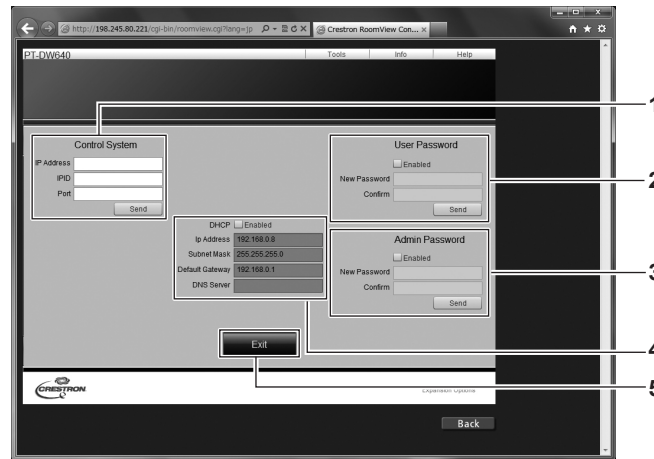 http://198.245.80.221/cgi-bin/roomview.cgi?lang=jp
Crestron RoomView Con...
PT-DW640
Tools Info Help
1
Control System
IP Address
IPID
Port
Send
User Password
Enabled
New Password
Confirm
Send
2
DHCP Enabled
Ip Address 192.168.0.8
Subnet Mask 255.255.255.0
Default Gateway 192.168.0.1
DNS Server
Admin Password
Enabled
New Password
Confirm
Send
3
Exit
4
CRESTRON
Expansion Options
5
Back